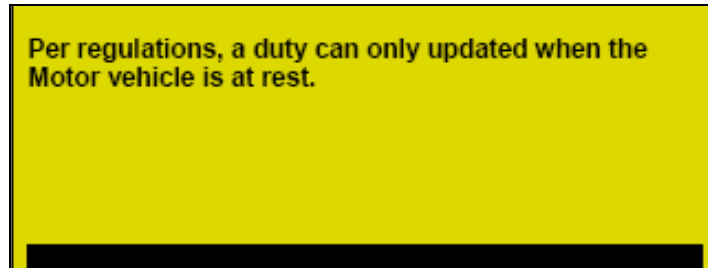 Per regulations, a duty can only updated when the
Motor vehicle is at rest.